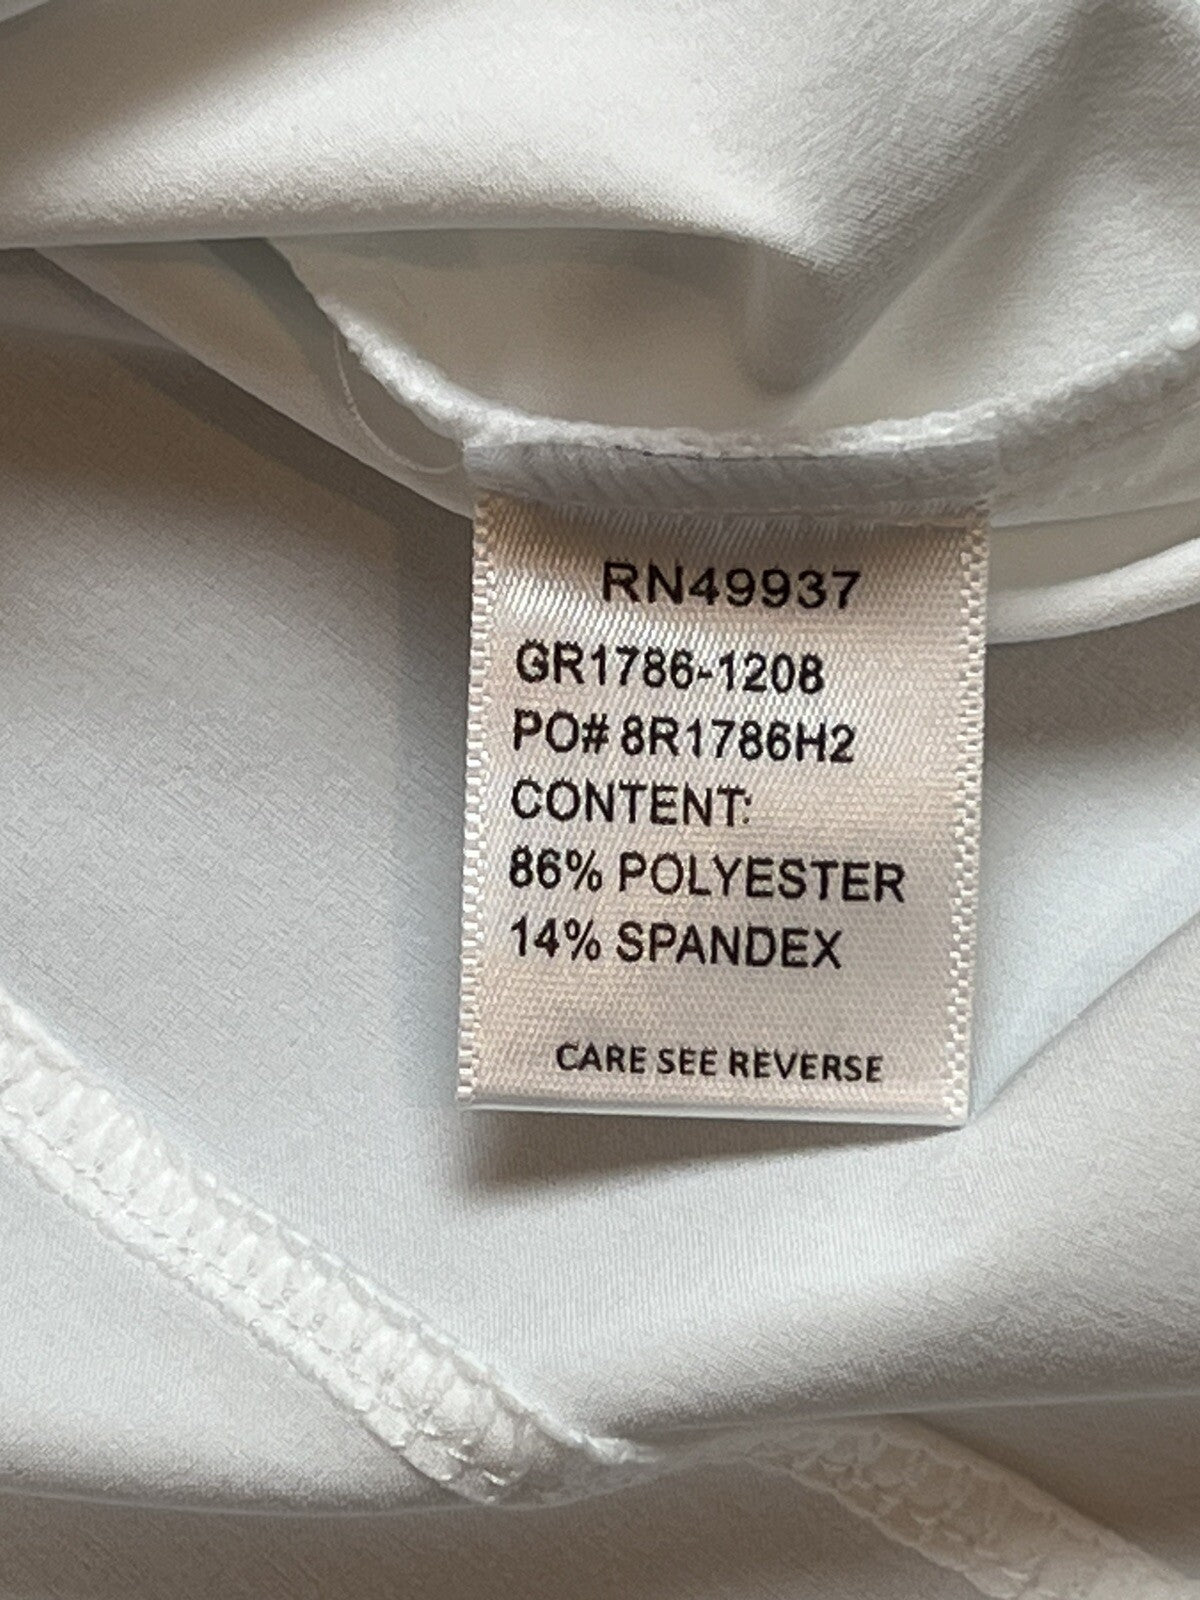 RN49937
GR1786-1208
PO# 8R1786H2
CONTENT:
86% POLYESTER
14% SPANDEX
CARE SEE REVERSE